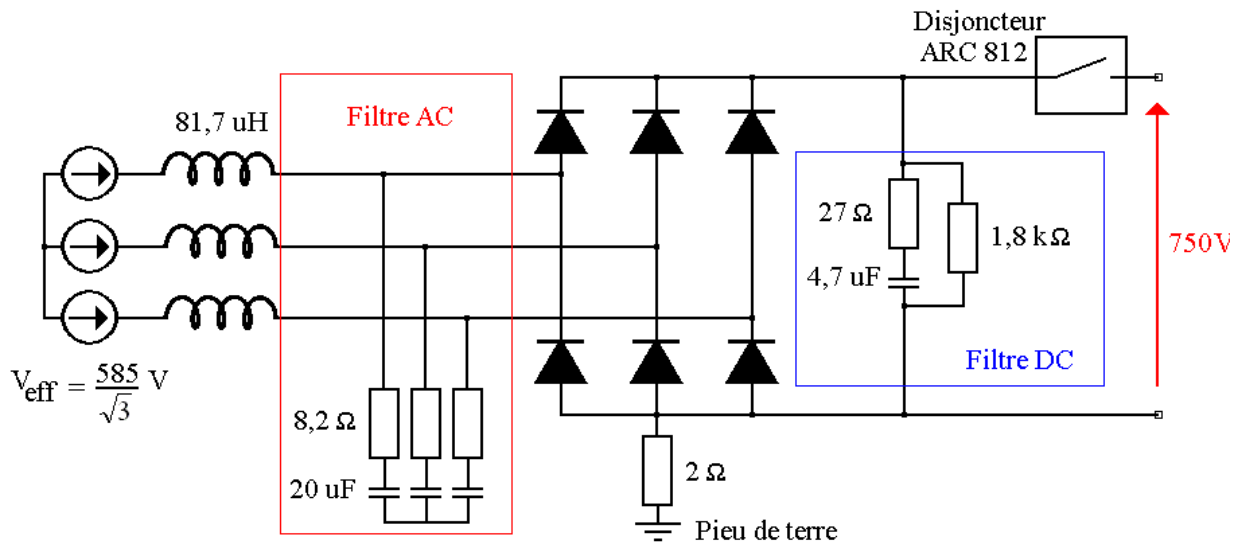 Disjoncteur
ARC 812
Filtre AC
81,7 uH
27 Ω
1,8 k Ω
4,7 uF
750V
Filtre DC
Veff = 585/√3 V
8,2 Ω
20 uF
2 Ω
Pieu de terre